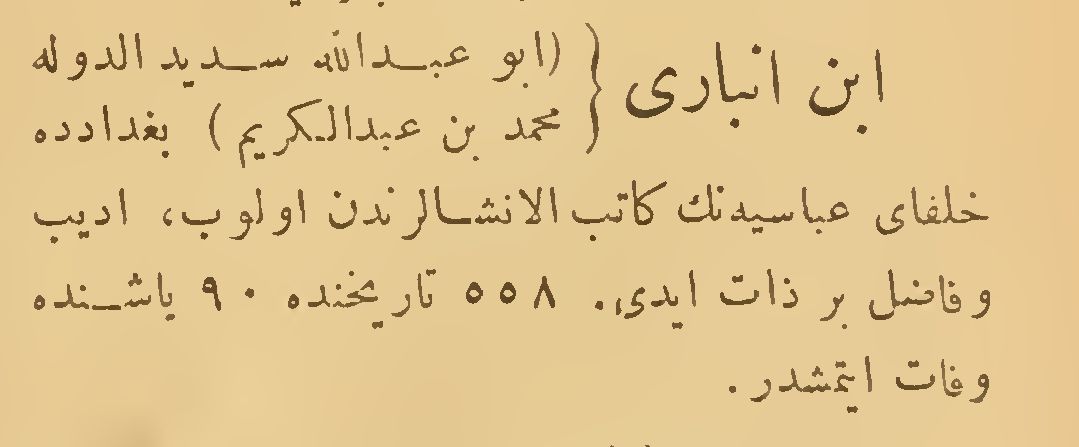 ابن انباری {(ابو عبدالله سدید الدوله
محمد بن عبدالکریم) بغدادده
خلفای عباسیه‌نك كاتب الانشالرندن اولوب، ادیب
وفاضل بر ذات ایدی. ٥٥٨ تاریخنده ٩٠ یاشنده
وفات ایتمشدر.